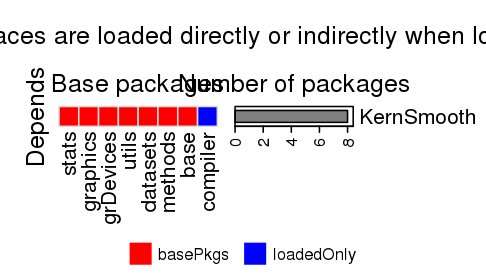 aces are loaded directly or indirectly when lo
Base packages
Number of packages
Depends
KernSmooth
0 2 4 6 8
stats
graphics
grDevices
utils
datasets
methods
base
compiler
basePkgs
loadedOnly